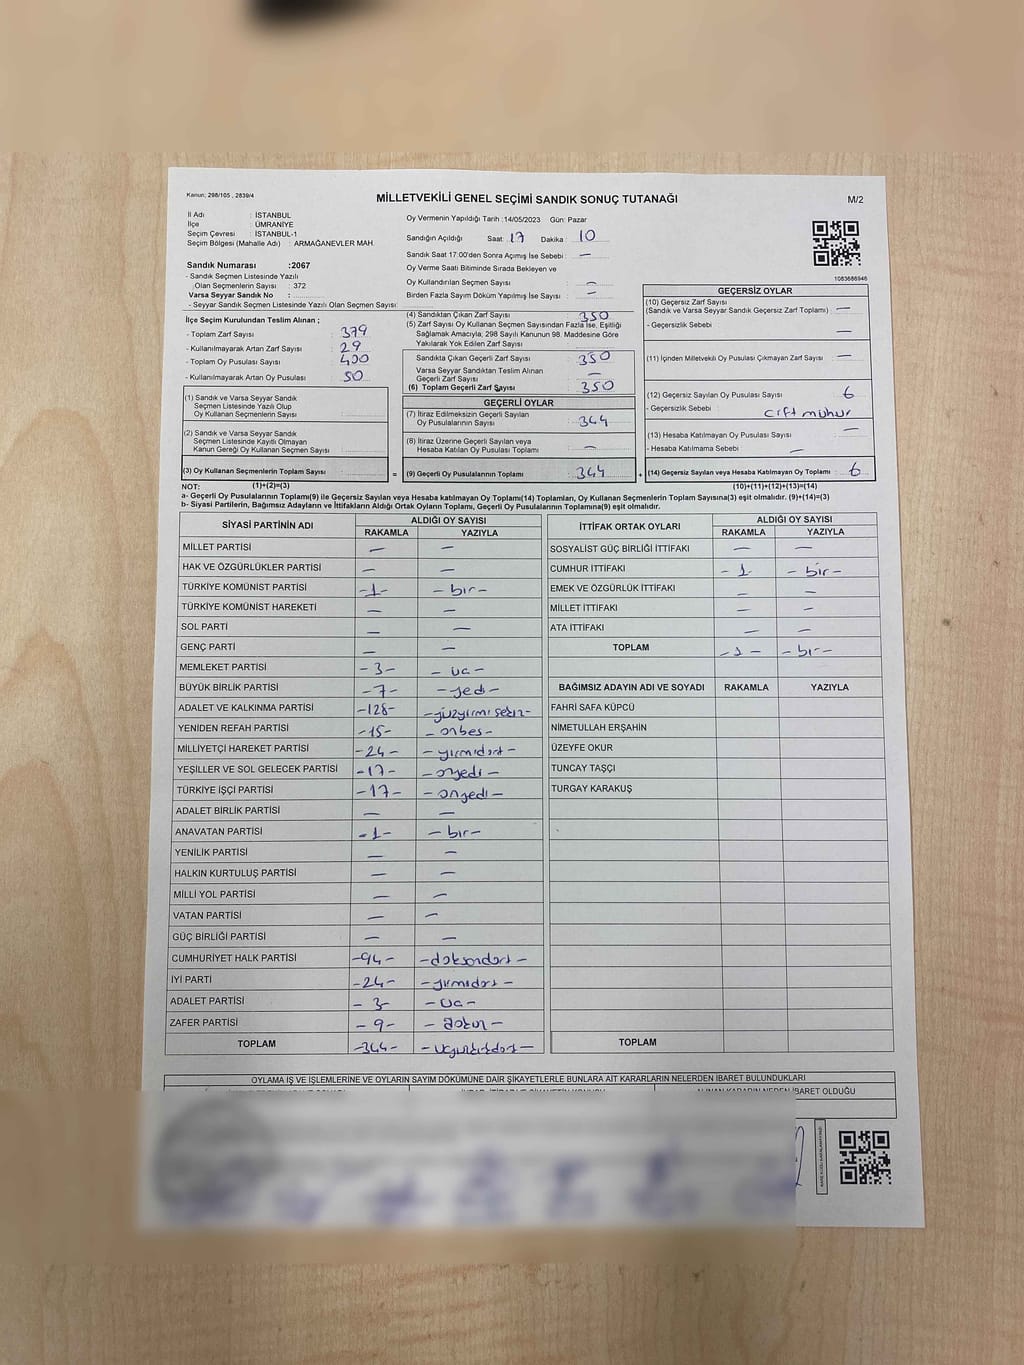 Kanun; 298/105 , 2839/4
MİLLETVEKİLİ GENEL SEÇİMİ SANDIK SONUÇ TUTANAĞI
M/2
İl Adı : İSTANBUL
İlçe : ÜMRANİYE
Seçim Çevresi : İSTANBUL-1
Seçim Bölgesi (Mahalle Adı) : ARMAĞANEVLER MAH.
Sandık Numarası :2067
- Sandık Seçmen Listesinde Yazılı
Olan Seçmenlerin Sayısı : 372
Varsa Seyyar Sandık No :
- Seyyar Sandık Seçmen Listesinde Yazılı Olan Seçmen Sayısı:
Oy Vermenin Yapıldığı Tarih :14/05/2023 Gün: Pazar
Sandığın Açıldığı Saat: 17 Dakika : 10
Sandık Saat 17:00'den Sonra Açımış İse Sebebi : —
Oy Verme Saati Bitiminde Sırada Bekleyen ve
Oy Kullandırılan Seçmen Sayısı : —
Birden Fazla Sayım Döküm Yapılmış İse Sayısı : —
1083686946
İlçe Seçim Kurulundan Teslim Alınan ;
- Toplam Zarf Sayısı : 379
- Kullanılmayarak Artan Zarf Sayısı : 29
- Toplam Oy Pusulası Sayısı : 400
- Kullanılmayarak Artan Oy Pusulası : 50
(1) Sandık ve Varsa Seyyar Sandık
Seçmen Listesinde Yazılı Olup
Oy Kullanan Seçmenlerin Sayısı :
(2) Sandık ve Varsa Seyyar Sandık
Seçmen Listesinde Kayıtlı Olmayan
Kanun Gereği Oy Kullanan Seçmen Sayısı :
(3) Oy Kullanan Seçmenlerin Toplam Sayısı :
(4) Sandıktan Çıkan Zarf Sayısı : 350
(5) Zarf Sayısı Oy Kullanan Seçmen Sayısından Fazla İse, Eşitliği
Sağlamak Amacıyla, 298 Sayılı Kanunun 98. Maddesine Göre
Yakılarak Yok Edilen Zarf Sayısı :
Sandıkta Çıkan Geçerli Zarf Sayısı : 350
Varsa Seyyar Sandıktan Teslim Alınan
Geçerli Zarf Sayısı : —
(6) Toplam Geçerli Zarf Sayısı : 350
GEÇERLİ OYLAR
(7) İtiraz Edilmeksizin Geçerli Sayılan
Oy Pusulalarının Sayısı : 344
(8) İtiraz Üzerine Geçerli Sayılan veya
Hesaba Katılan Oy Pusulası Toplamı : —
= (9) Geçerli Oy Pusulalarının Toplamı : 344
GEÇERSİZ OYLAR
(10) Geçersiz Zarf Sayısı
(Sandık ve Varsa Seyyar Sandık Geçersiz Zarf Toplamı) : —
- Geçersizlik Sebebi : —
(11) İçinden Milletvekili Oy Pusulası Çıkmayan Zarf Sayısı : —
(12) Geçersiz Sayılan Oy Pusulası Sayısı : 6
- Geçersizlik Sebebi : çift mühür
(13) Hesaba Katılmayan Oy Pusulası Sayısı : —
- Hesaba Katılmama Sebebi : —
+ (14) Geçersiz Sayılan veya Hesaba Katılmayan Oy Toplamı : 6
NOT: (1)+(2)=(3)
(10)+(11)+(12)+(13)=(14)
a- Geçerli Oy Pusulalarının Toplamı(9) ile Geçersiz Sayılan veya Hesaba katılmayan Oy Toplamı(14) Toplamları, Oy Kullanan Seçmenlerin Toplam Sayısına(3) eşit olmalıdır. (9)+(14)=(3)
b- Siyasi Partilerin, Bağımsız Adayların ve İttifakların Aldığı Ortak Oyların Toplamı, Geçerli Oy Pusulalarının Toplamına(9) eşit olmalıdır.
SİYASİ PARTİNİN ADI ALDIĞI OY SAYISI
RAKAMLA YAZIYLA
MİLLET PARTİSİ — —
HAK VE ÖZGÜRLÜKLER PARTİSİ — —
TÜRKİYE KOMÜNİST PARTİSİ -1- - bir -
TÜRKİYE KOMÜNİST HAREKETİ — —
SOL PARTİ — —
GENÇ PARTİ — —
MEMLEKET PARTİSİ - 3 - - üç -
BÜYÜK BİRLİK PARTİSİ - 7 - - yedi -
ADALET VE KALKINMA PARTİSİ -128- - yüzyirmisekiz -
YENİDEN REFAH PARTİSİ -15- - onbeş -
MİLLİYETÇİ HAREKET PARTİSİ -24- - yirmidört -
YEŞİLLER VE SOL GELECEK PARTİSİ -17- - onyedi -
TÜRKİYE İŞÇİ PARTİSİ -17- - onyedi -
ADALET BİRLİK PARTİSİ — —
ANAVATAN PARTİSİ -1- - bir -
YENİLİK PARTİSİ — —
HALKIN KURTULUŞ PARTİSİ — —
MİLLİ YOL PARTİSİ — —
VATAN PARTİSİ — —
GÜÇ BİRLİĞİ PARTİSİ — —
CUMHURİYET HALK PARTİSİ -94- - doksandört -
İYİ PARTİ -24- - yirmidört -
ADALET PARTİSİ - 3- - üç -
ZAFER PARTİSİ - 9- - dokuz -
TOPLAM -344- - üçyüzkırkdört -
İTTİFAK ORTAK OYLARI ALDIĞI OY SAYISI
RAKAMLA YAZIYLA
SOSYALİST GÜÇ BİRLİĞİ İTTİFAKI — —
CUMHUR İTTİFAKI - 1 - bir -
EMEK VE ÖZGÜRLÜK İTTİFAKI — —
MİLLET İTTİFAKI — —
ATA İTTİFAKI — —
TOPLAM - 1 - - bir -
BAĞIMSIZ ADAYIN ADI VE SOYADI RAKAMLA YAZIYLA
FAHRİ SAFA KÜPCÜ
NİMETULLAH ERŞAHİN
ÜZEYFE OKUR
TUNCAY TAŞÇI
TURGAY KARAKUŞ
TOPLAM
OYLAMA İŞ VE İŞLEMLERİNE VE OYLARIN SAYIM DÖKÜMÜNE DAİR ŞİKAYETLERLE BUNLARA AİT KARARLARIN NELERDEN İBARET BULUNDUKLARI
ALINAN KARARIN NEDEN İBARET OLDUĞU